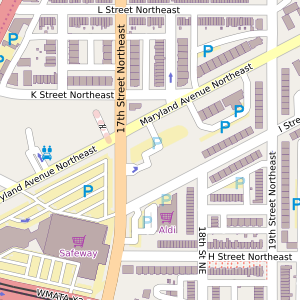 L Street Northeast
K Street Northeast
17th Street Northeast
Maryland Avenue Northeast
P
P
P
P
I Str
Maryland Avenue Northeast
P
P
P
P
P
Aldi
Safeway
18th St NE
19th Street Northeast
H Street Northeast
WMATA